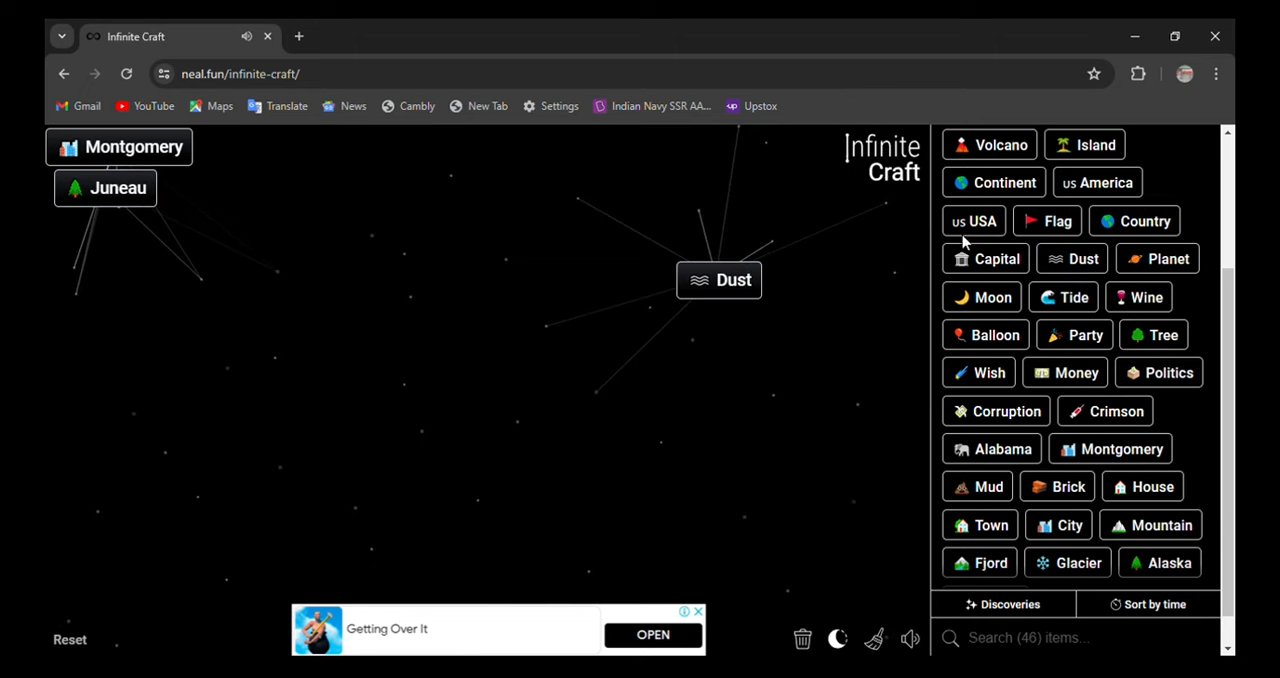 Infinite Craft
neal.fun/infinite-craft/
Gmail YouTube Maps Translate News Cambly New Tab Settings Indian Navy SSR AA... Upstox
Montgomery
Juneau
Infinite
Craft
Dust
Volcano Island
Continent US America
US USA Flag Country
Capital Dust Planet
Moon Tide Wine
Balloon Party Tree
Wish Money Politics
Corruption Crimson
Alabama Montgomery
Mud Brick House
Town City Mountain
Fjord Glacier Alaska
Discoveries Sort by time
Search (46) items...
Getting Over It OPEN
Reset